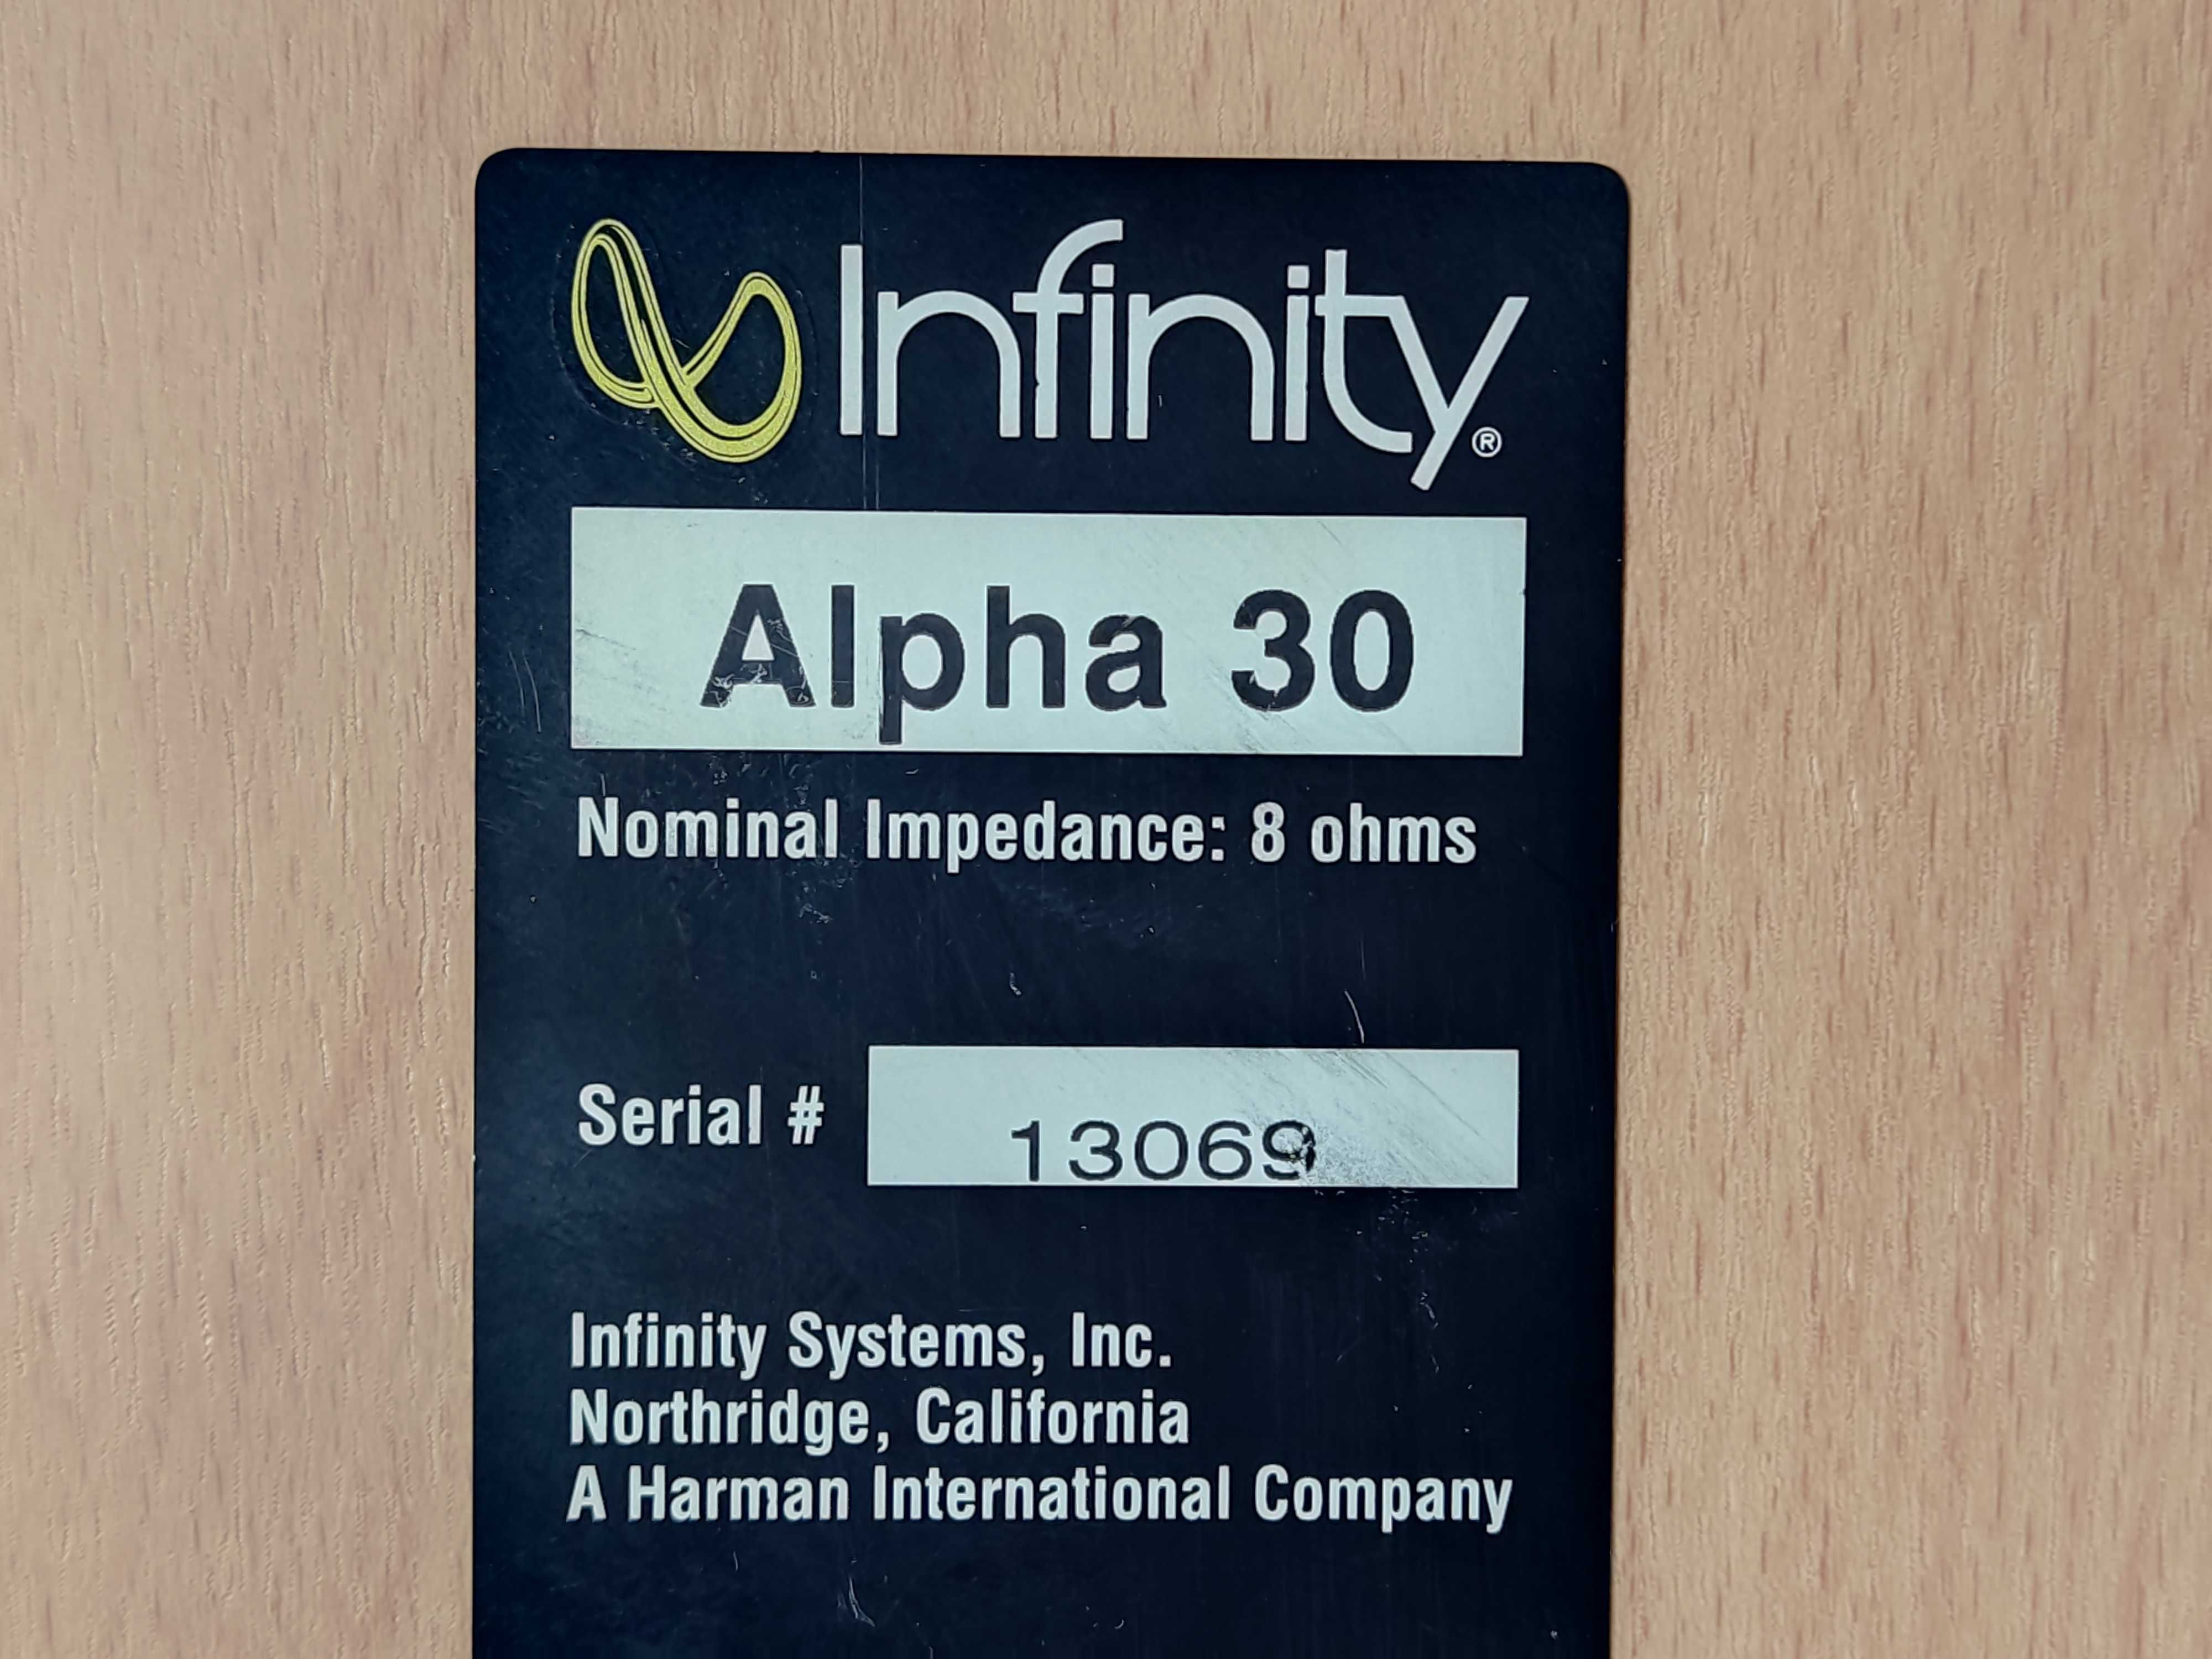 Infinity®
Alpha 30
Nominal Impedance: 8 ohms
Serial # 13069
Infinity Systems, Inc.
Northridge, California
A Harman International Company